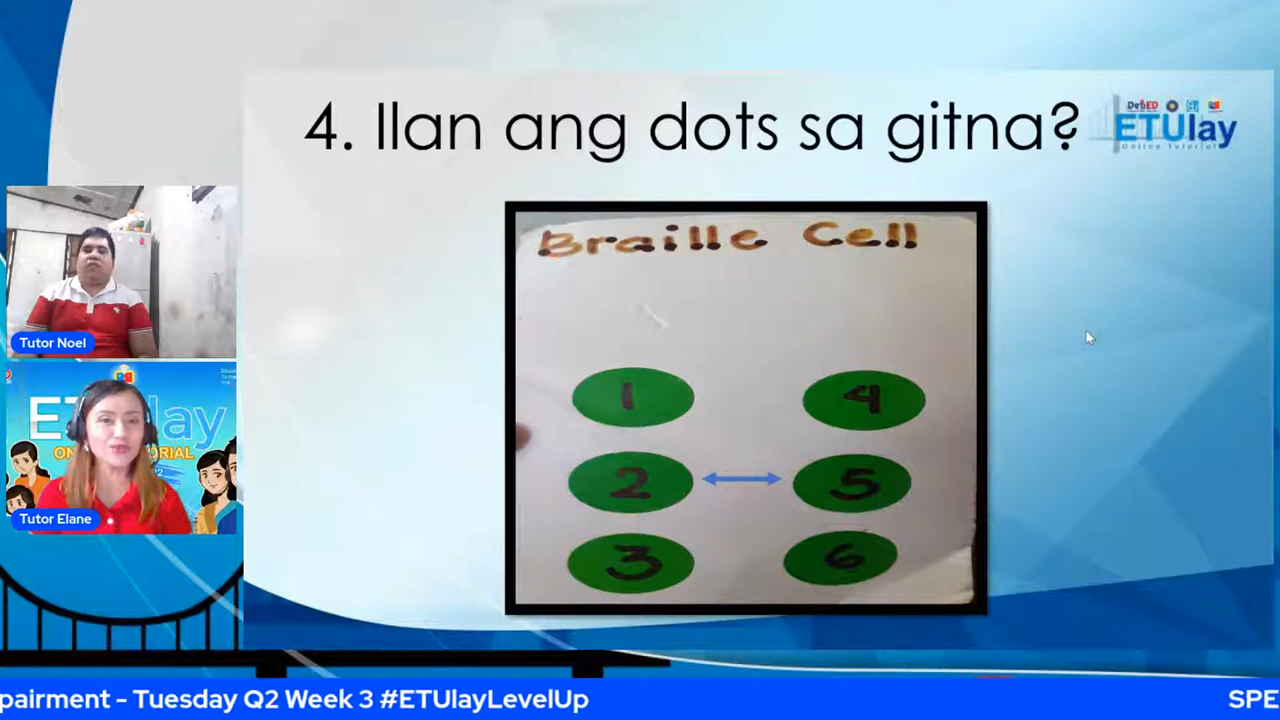 4. Ilan ang dots sa gitna?
DepED
ETUlay
Online Tutorial
Braille Cell
1 4
2 5
3 6
Tutor Noel
ETUlay
Tutor Elane
pairment - Tuesday Q2 Week 3 #ETUlayLevelUp
SPE